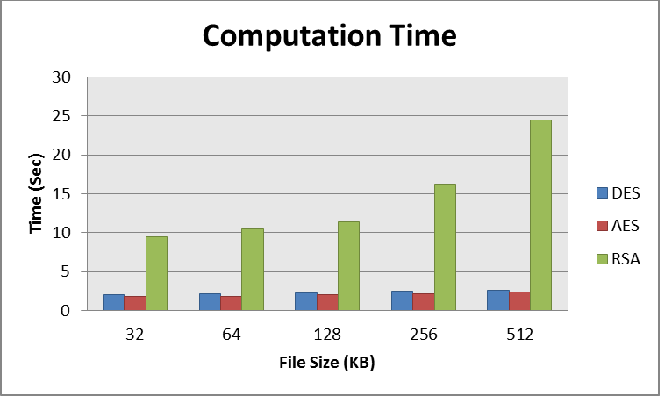 Computation Time
30
25
20
15
10
5
0
Time (Sec)
32 64 128 256 512
File Size (KB)
DES
AES
RSA